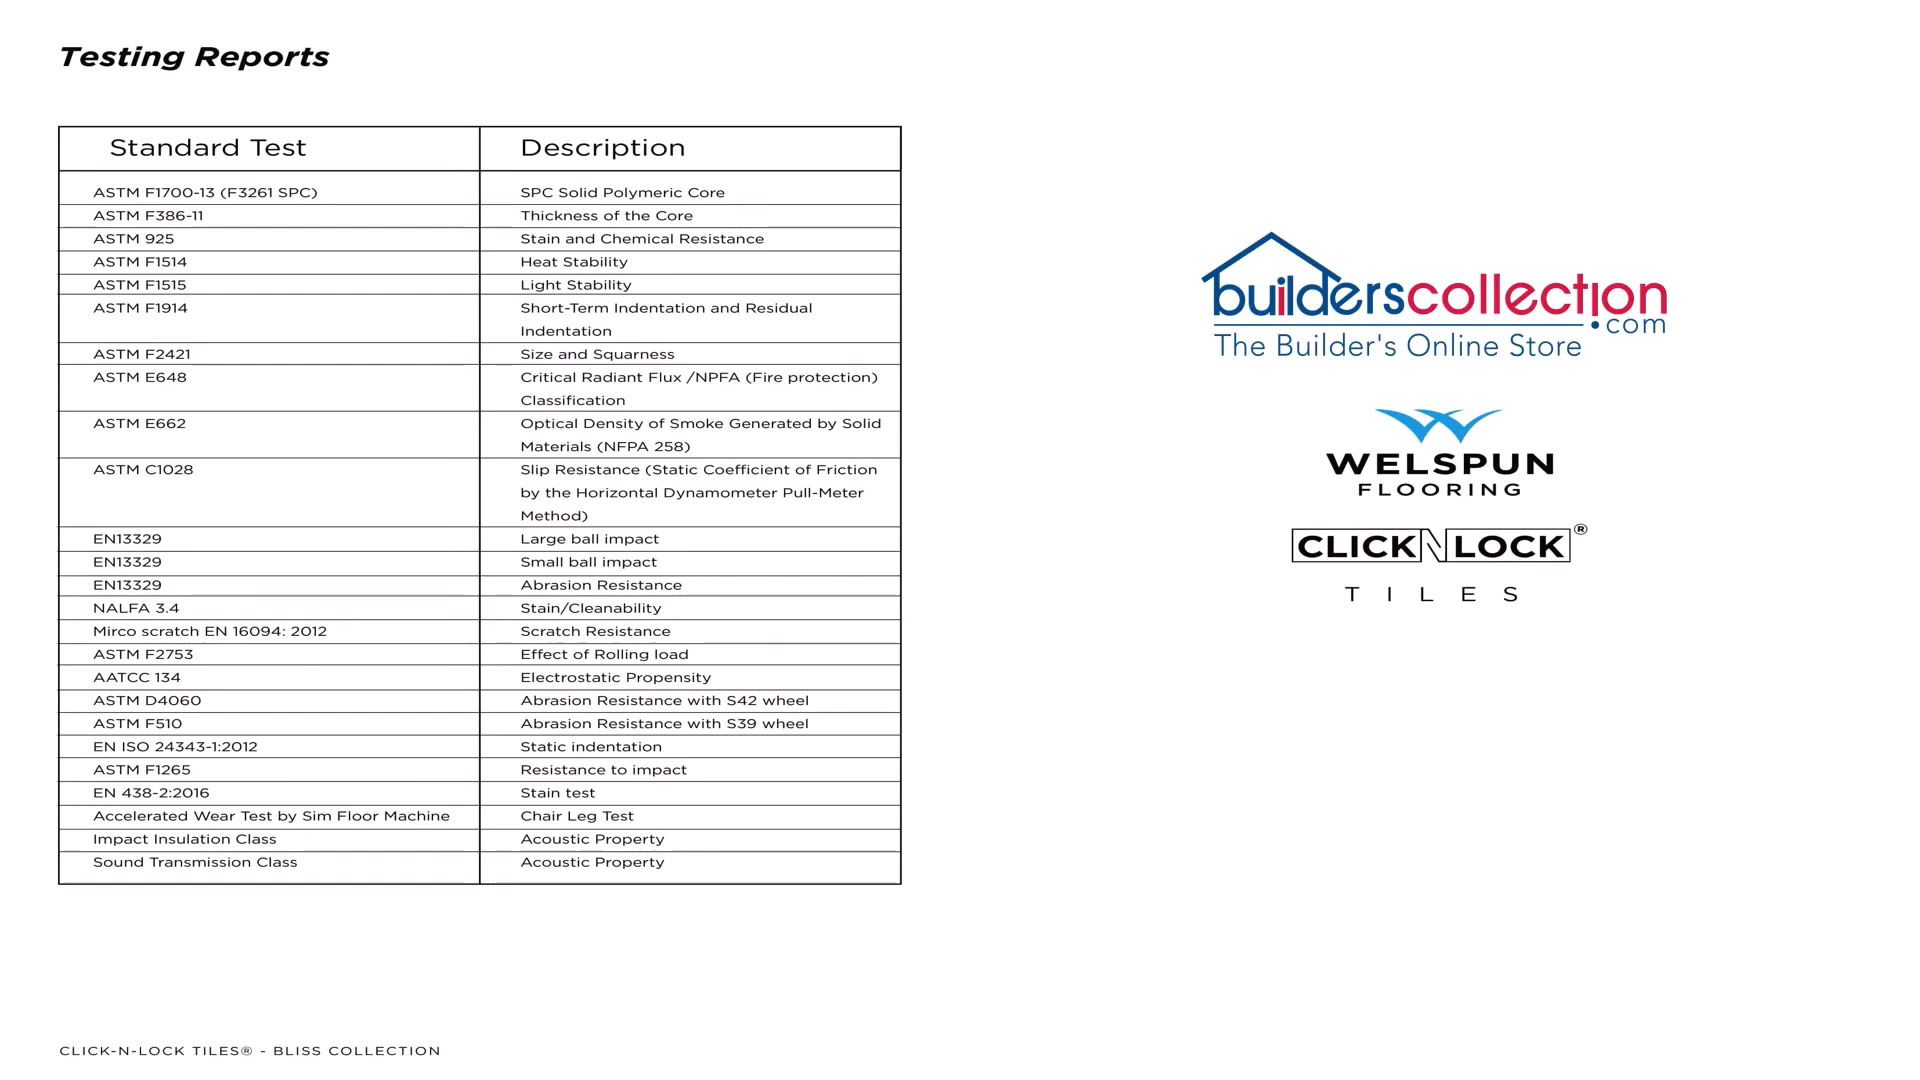 Testing Reports
Standard Test Description
ASTM F1700-13 (F3261 SPC) SPC Solid Polymeric Core
ASTM F386-11 Thickness of the Core
ASTM 925 Stain and Chemical Resistance
ASTM F1514 Heat Stability
ASTM F1515 Light Stability
ASTM F1914 Short-Term Indentation and Residual
Indentation
ASTM F2421 Size and Squarness
ASTM E648 Critical Radiant Flux /NPFA (Fire protection)
Classification
ASTM E662 Optical Density of Smoke Generated by Solid
Materials (NFPA 258)
ASTM C1028 Slip Resistance (Static Coefficient of Friction
by the Horizontal Dynamometer Pull-Meter
Method)
EN13329 Large ball impact
EN13329 Small ball impact
EN13329 Abrasion Resistance
NALFA 3.4 Stain/Cleanability
Mirco scratch EN 16094: 2012 Scratch Resistance
ASTM F2753 Effect of Rolling load
AATCC 134 Electrostatic Propensity
ASTM D4060 Abrasion Resistance with S42 wheel
ASTM F510 Abrasion Resistance with S39 wheel
EN ISO 24343-1:2012 Static indentation
ASTM F1265 Resistance to impact
EN 438-2:2016 Stain test
Accelerated Wear Test by Sim Floor Machine Chair Leg Test
Impact Insulation Class Acoustic Property
Sound Transmission Class Acoustic Property
builderscollection
.com
The Builder's Online Store
WELSPUN
FLOORING
CLICK N LOCK®
TILES
CLICK-N-LOCK TILES® - BLISS COLLECTION